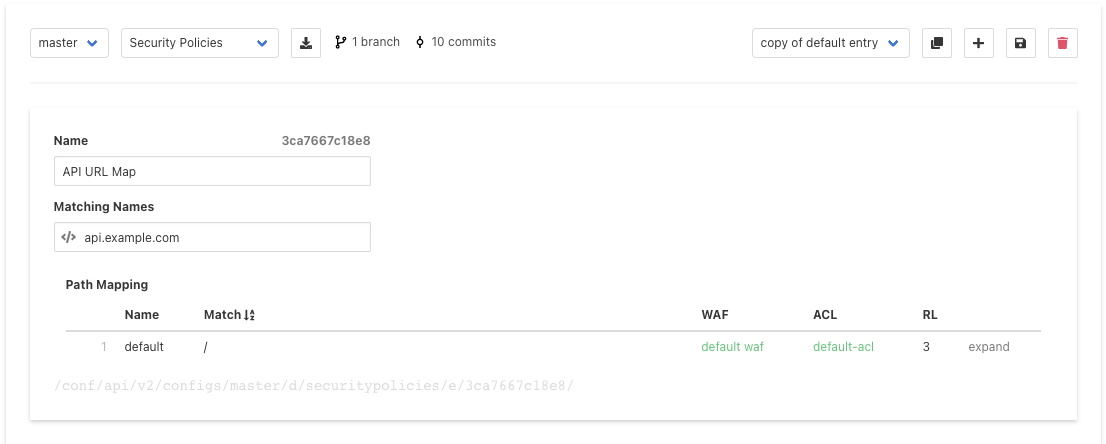 master Security Policies 1 branch 10 commits copy of default entry
Name 3ca7667c18e8
API URL Map
Matching Names
api.example.com
Path Mapping
Name Match WAF ACL RL
1 default / default waf default-acl 3 expand
/conf/api/v2/configs/master/d/securitypolicies/e/3ca7667c18e8/